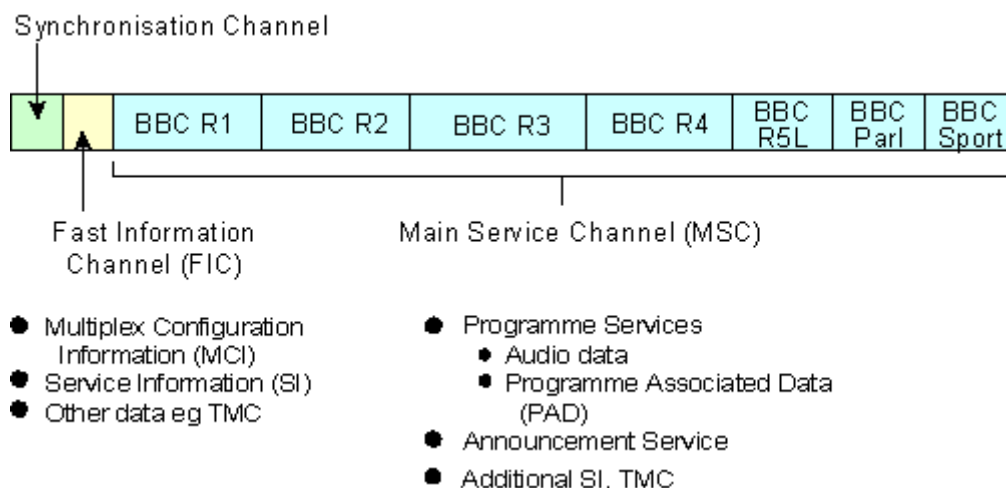 Synchronisation Channel
BBC R1
BBC R2
BBC R3
BBC R4
BBC
R5L
BBC
Parl
BBC
Sport
Fast Information
Channel (FIC)
Main Service Channel (MSC)
● Multiplex Configuration
Information (MCI)
● Service Information (SI)
● Other data eg TMC
● Programme Services
• Audio data
• Programme Associated Data
(PAD)
● Announcement Service
● Additional SI, TMC